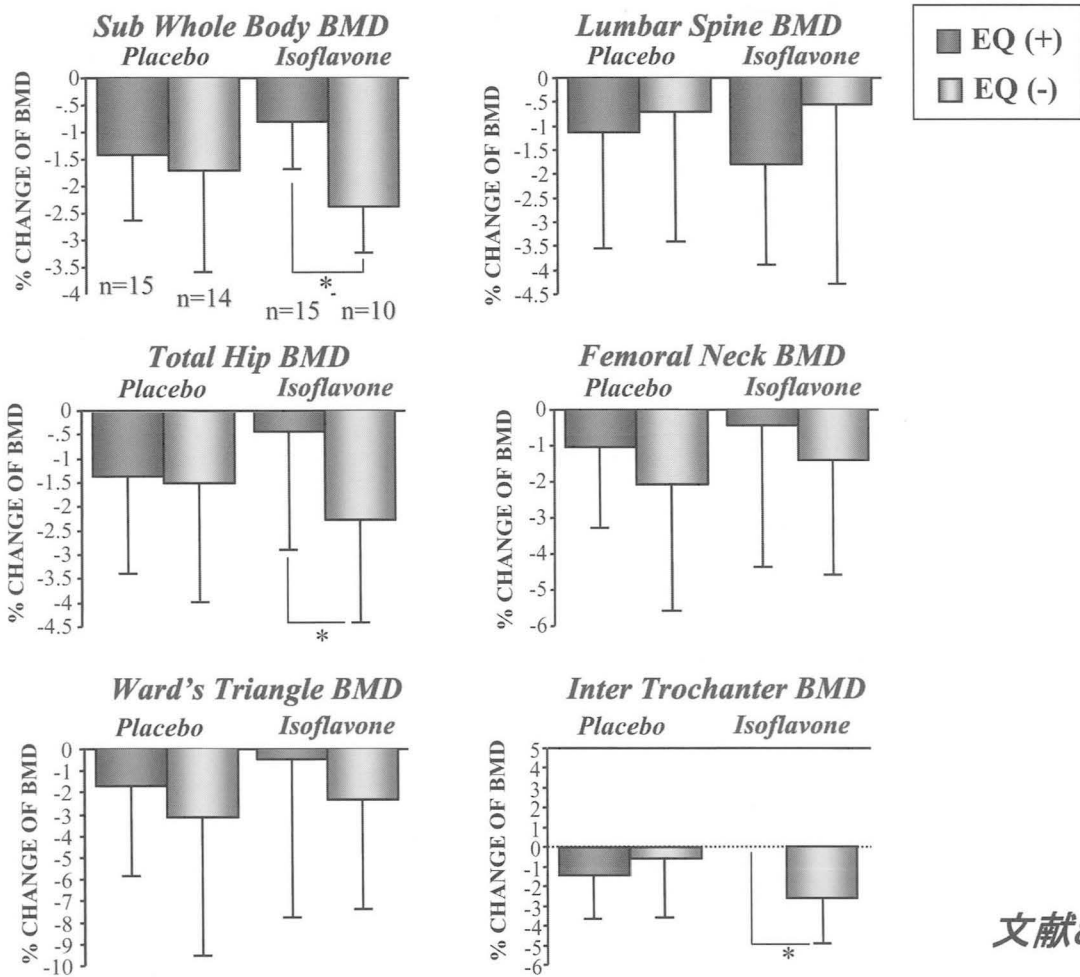 Sub Whole Body BMD
Placebo
Isoflavone
% CHANGE OF BMD
0
-.5
-1
-1.5
-2
-2.5
-3
-3.5
-4
n=15
n=14
n=15
n=10
*
Lumbar Spine BMD
Placebo
Isoflavone
% CHANGE OF BMD
0
-.5
-1
-1.5
-2
-2.5
-3
-3.5
-4
-4.5
EQ (+)
EQ (-)
Total Hip BMD
Placebo
Isoflavone
% CHANGE OF BMD
0
-.5
-1
-1.5
-2
-2.5
-3
-3.5
-4
-4.5
*
Femoral Neck BMD
Placebo
Isoflavone
% CHANGE OF BMD
0
-1
-2
-3
-4
-5
-6
Ward's Triangle BMD
Placebo
Isoflavone
% CHANGE OF BMD
0
-1
-2
-3
-4
-5
-6
-7
-8
-9
-10
Inter Trochanter BMD
Placebo
Isoflavone
% CHANGE OF BMD
5
4
3
2
1
0
-1
-2
-3
-4
-5
-6
*
文献